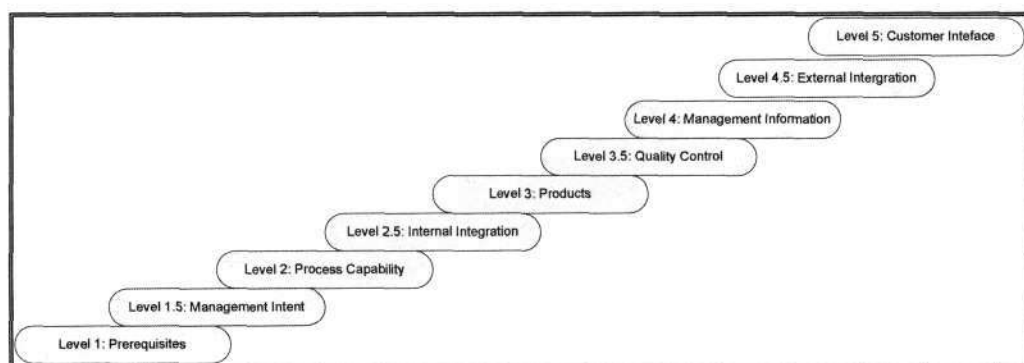 Level 5: Customer Inteface
Level 4.5: External Intergration
Level 4: Management Information
Level 3.5: Quality Control
Level 3: Products
Level 2.5: Internal Integration
Level 2: Process Capability
Level 1.5: Management Intent
Level 1: Prerequisites